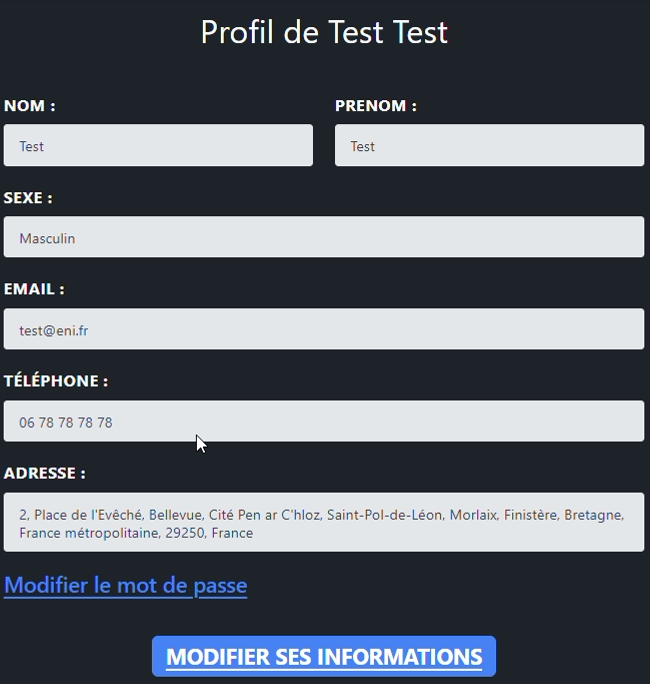 Profil de Test Test
NOM :
PRENOM :
Test
Test
SEXE :
Masculin
EMAIL :
test@eni.fr
TÉLÉPHONE :
06 78 78 78 78
ADRESSE :
2, Place de l'Evêché, Bellevue, Cité Pen ar C'hloz, Saint-Pol-de-Léon, Morlaix, Finistère, Bretagne,
France métropolitaine, 29250, France
Modifier le mot de passe
MODIFIER SES INFORMATIONS